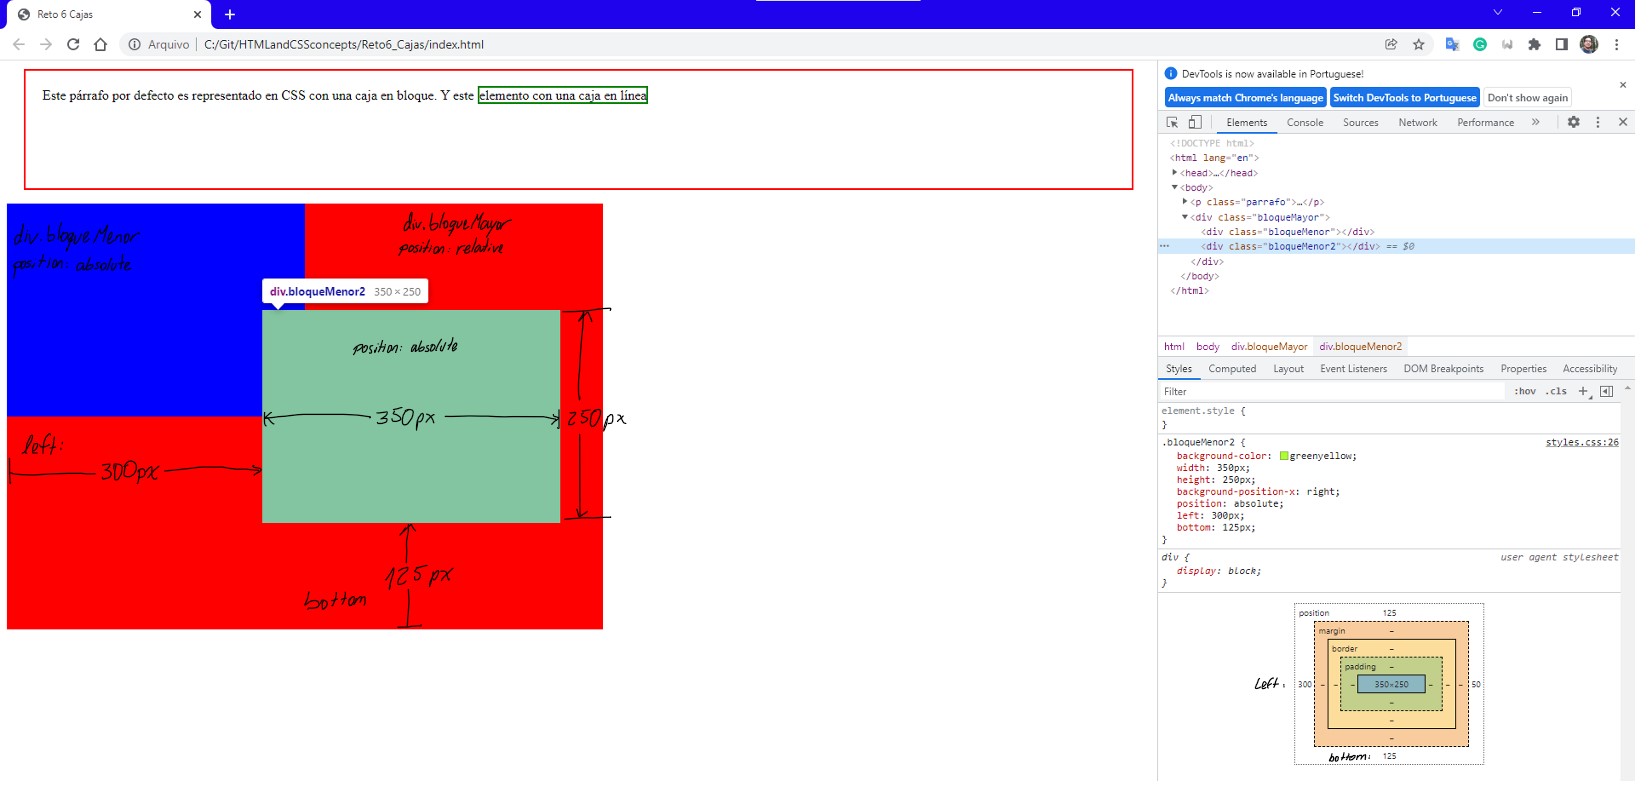 Reto 6 Cajas
Arquivo | C:/Git/HTMLandCSSconcepts/Reto6_Cajas/index.html
Este párrafo por defecto es representado en CSS con una caja en bloque. Y este elemento con una caja en línea
div.bloqueMenor
position: absolute
div.bloqueMayor
position: relative
div.bloqueMenor2 350 × 250
position: absolute
350px
250px
left:
300px
125px
bottom
DevTools is now available in Portuguese!
Always match Chrome's language Switch DevTools to Portuguese Don't show again
Elements Console Sources Network Performance »
<!DOCTYPE html>
<html lang="en">
<head>…</head>
<body>
<p class="parrafo">…</p>
<div class="bloqueMayor">
<div class="bloqueMenor"></div>
<div class="bloqueMenor2"></div> == $0
</div>
</body>
</html>
html body div.bloqueMayor div.bloqueMenor2
Styles Computed Layout Event Listeners DOM Breakpoints Properties Accessibility
Filter :hov .cls +
element.style {
}
.bloqueMenor2 { styles.css:26
background-color: greenyellow;
width: 350px;
height: 250px;
background-position-x: right;
position: absolute;
left: 300px;
bottom: 125px;
}
div { user agent stylesheet
display: block;
}
position 125
margin –
border –
padding –
Left: 300 – – – 350×250 – – – 50
–
–
–
bottom: 125